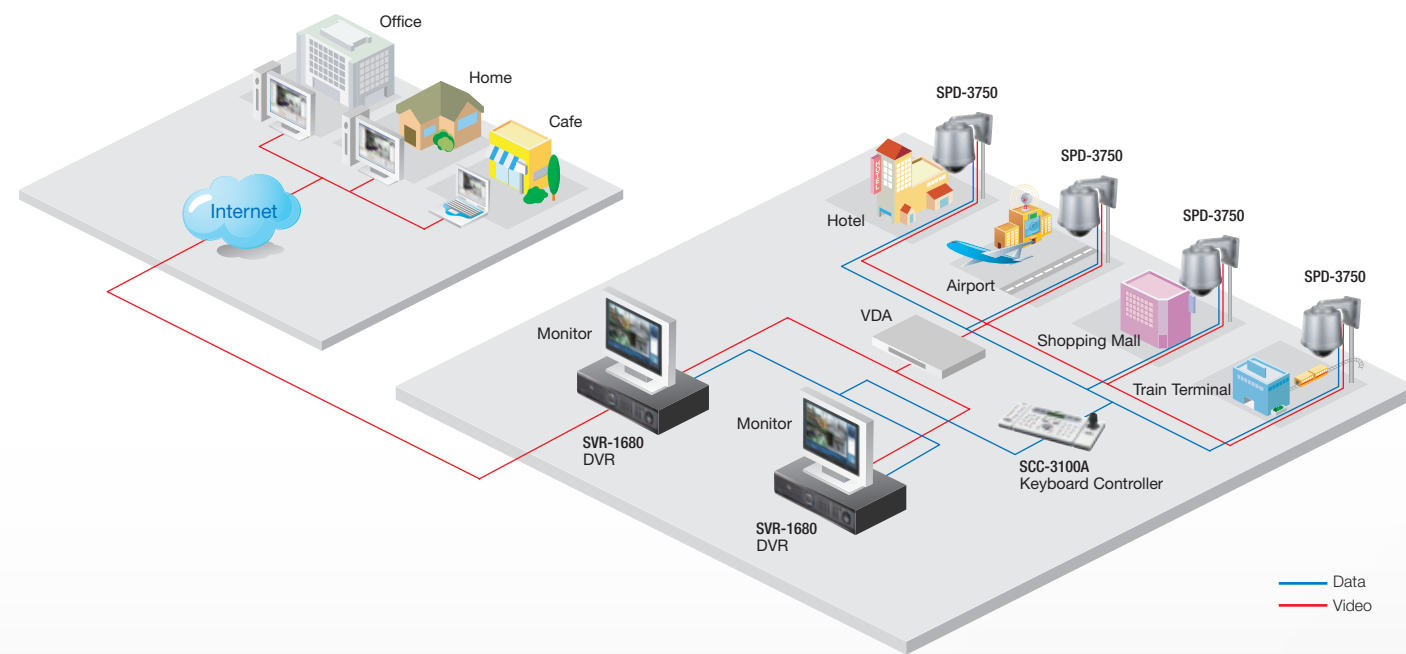 Office
Home
Cafe
Internet
SPD-3750
SPD-3750
SPD-3750
SPD-3750
HOTEL
Hotel
Airport
Shopping Mall
Train Terminal
VDA
Monitor
SVR-1680
DVR
Monitor
SVR-1680
DVR
SCC-3100A
Keyboard Controller
Data
Video